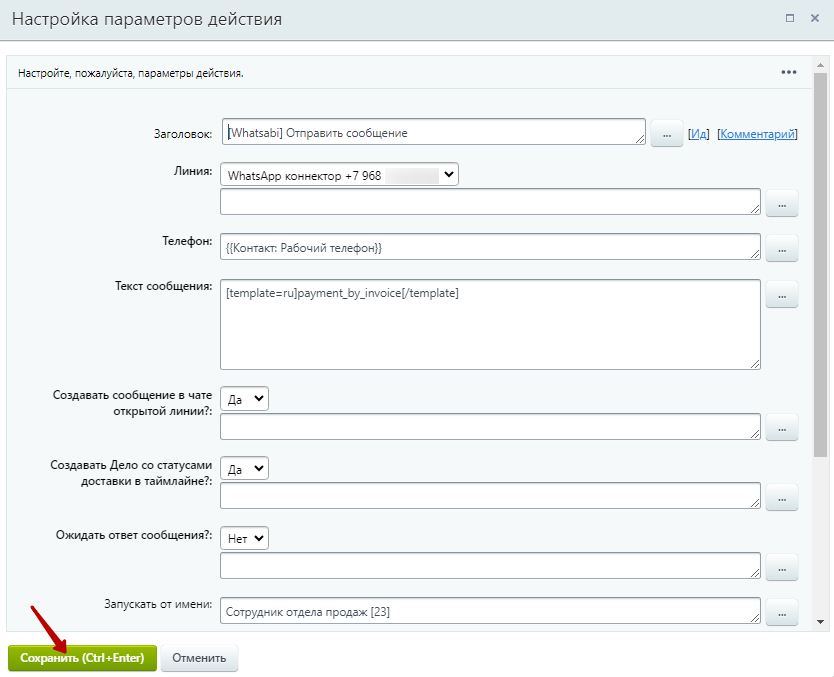 Настройка параметров действия
Настройте, пожалуйста, параметры действия.
Заголовок: [Whatsabi] Отправить сообщение ... [Ид] [Комментарий]
Линия: WhatsApp коннектор +7 968
...
Телефон: {{Контакт: Рабочий телефон}} ...
Текст сообщения: [template=ru]payment_by_invoice[/template] ...
Создавать сообщение в чате
открытой линии?: Да
...
Создавать Дело со статусами
доставки в таймлайне?: Да
...
Ожидать ответ сообщения?: Нет
...
Запускать от имени: Сотрудник отдела продаж [23] ...
Сохранить (Ctrl+Enter) Отменить